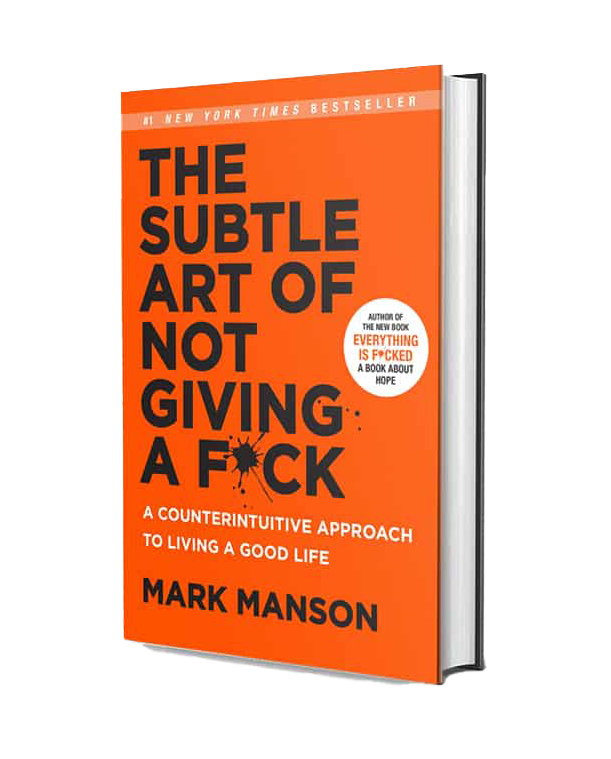 #1 NEW YORK TIMES BESTSELLER
THE
SUBTLE
ART OF
NOT
GIVING
A F*CK
AUTHOR OF
THE NEW BOOK
EVERYTHING
IS F*CKED
A BOOK ABOUT
HOPE
A COUNTERINTUITIVE APPROACH
TO LIVING A GOOD LIFE
MARK MANSON